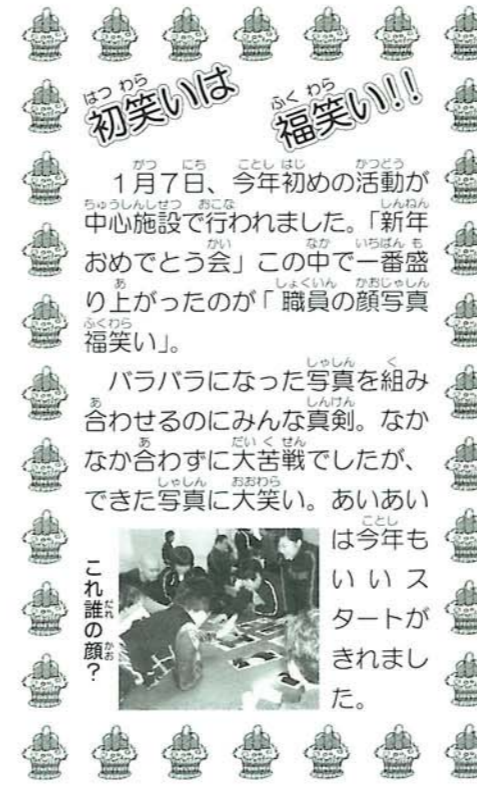 初笑いは
福笑い!!
1月7日、今年初めの活動が
中心施設で行われました。「新年
おめでとう会」この中で一番盛
り上がったのが「職員の顔写真
福笑い」。
バラバラになった写真を組み
合わせるのにみんな真剣。なか
なか合わずに大苦戦でしたが、
できた写真に大笑い。あいあい
は今年も
いいス
タートが
きれまし
た。
これ誰の顔?